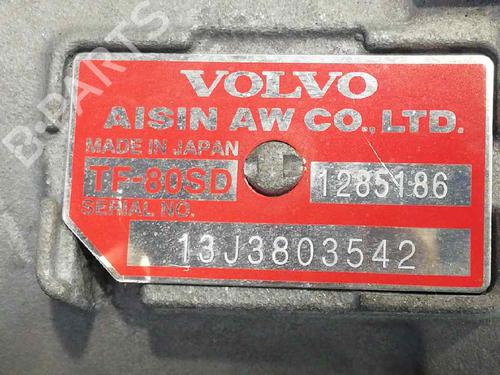 VOLVO
AISIN AW CO., LTD.
MADE IN JAPAN
TF-80SD 1285186
SERIAL NO.
13J3803542
B-PARTS